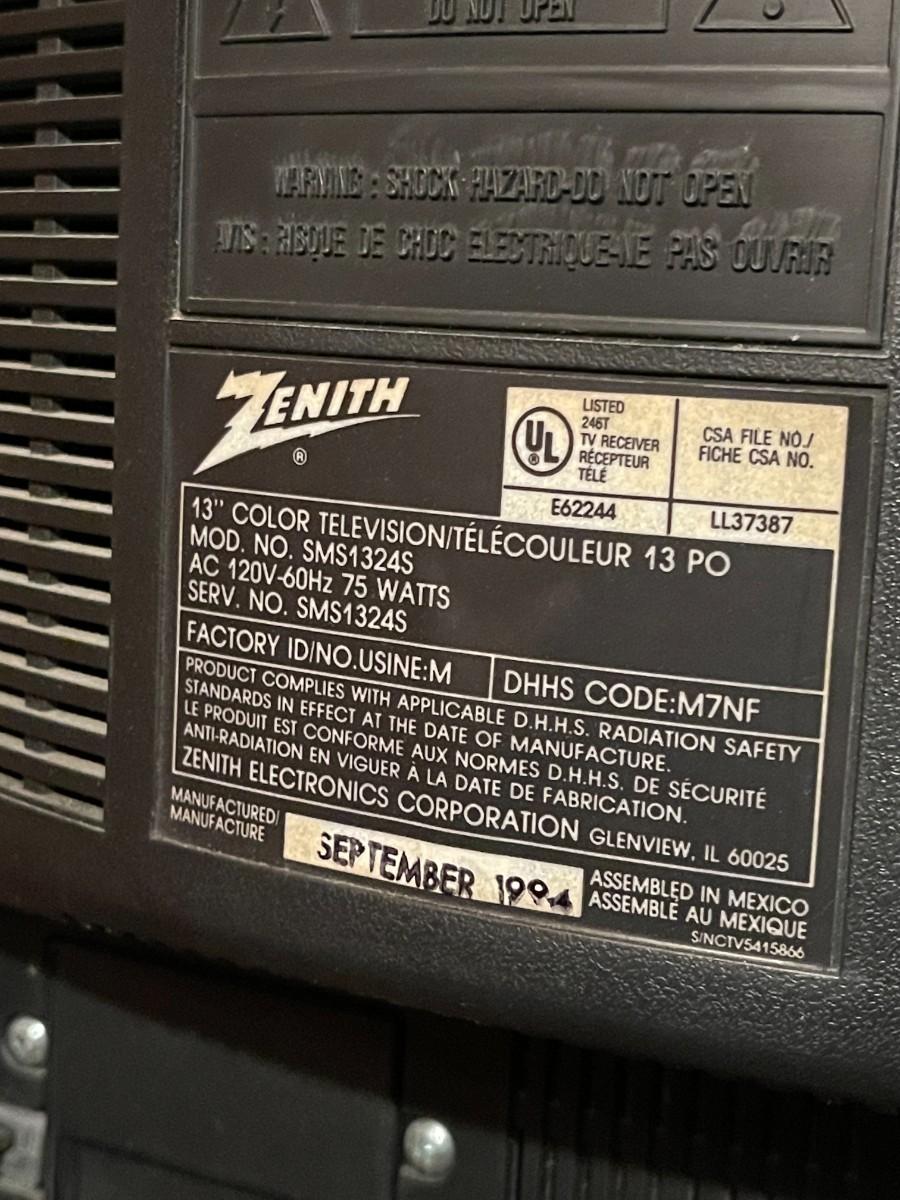 DO NOT OPEN
WARNING : SHOCK HAZARD-DO NOT OPEN
AVIS : RISQUE DE CHOC ELECTRIQUE-NE PAS OUVRIR
ZENITH
®
UL
®
LISTED
246T
TV RECEIVER
RÉCEPTEUR
TÉLÉ
E62244
CSA FILE NO./
FICHE CSA NO.
LL37387
13" COLOR TELEVISION/TÉLÉCOULEUR 13 PO
MOD. NO. SMS1324S
AC 120V-60Hz 75 WATTS
SERV. NO. SMS1324S
FACTORY ID/NO.USINE:M
DHHS CODE:M7NF
PRODUCT COMPLIES WITH APPLICABLE D.H.H.S. RADIATION SAFETY
STANDARDS IN EFFECT AT THE DATE OF MANUFACTURE.
LE PRODUIT EST CONFORME AUX NORMES D.H.H.S. DE SÉCURITÉ
ANTI-RADIATION EN VIGUER À LA DATE DE FABRICATION.
ZENITH ELECTRONICS CORPORATION GLENVIEW, IL 60025
MANUFACTURED/
MANUFACTURE
SEPTEMBER 1994
ASSEMBLED IN MEXICO
ASSEMBLÉ AU MEXIQUE
S/NCTV5415866